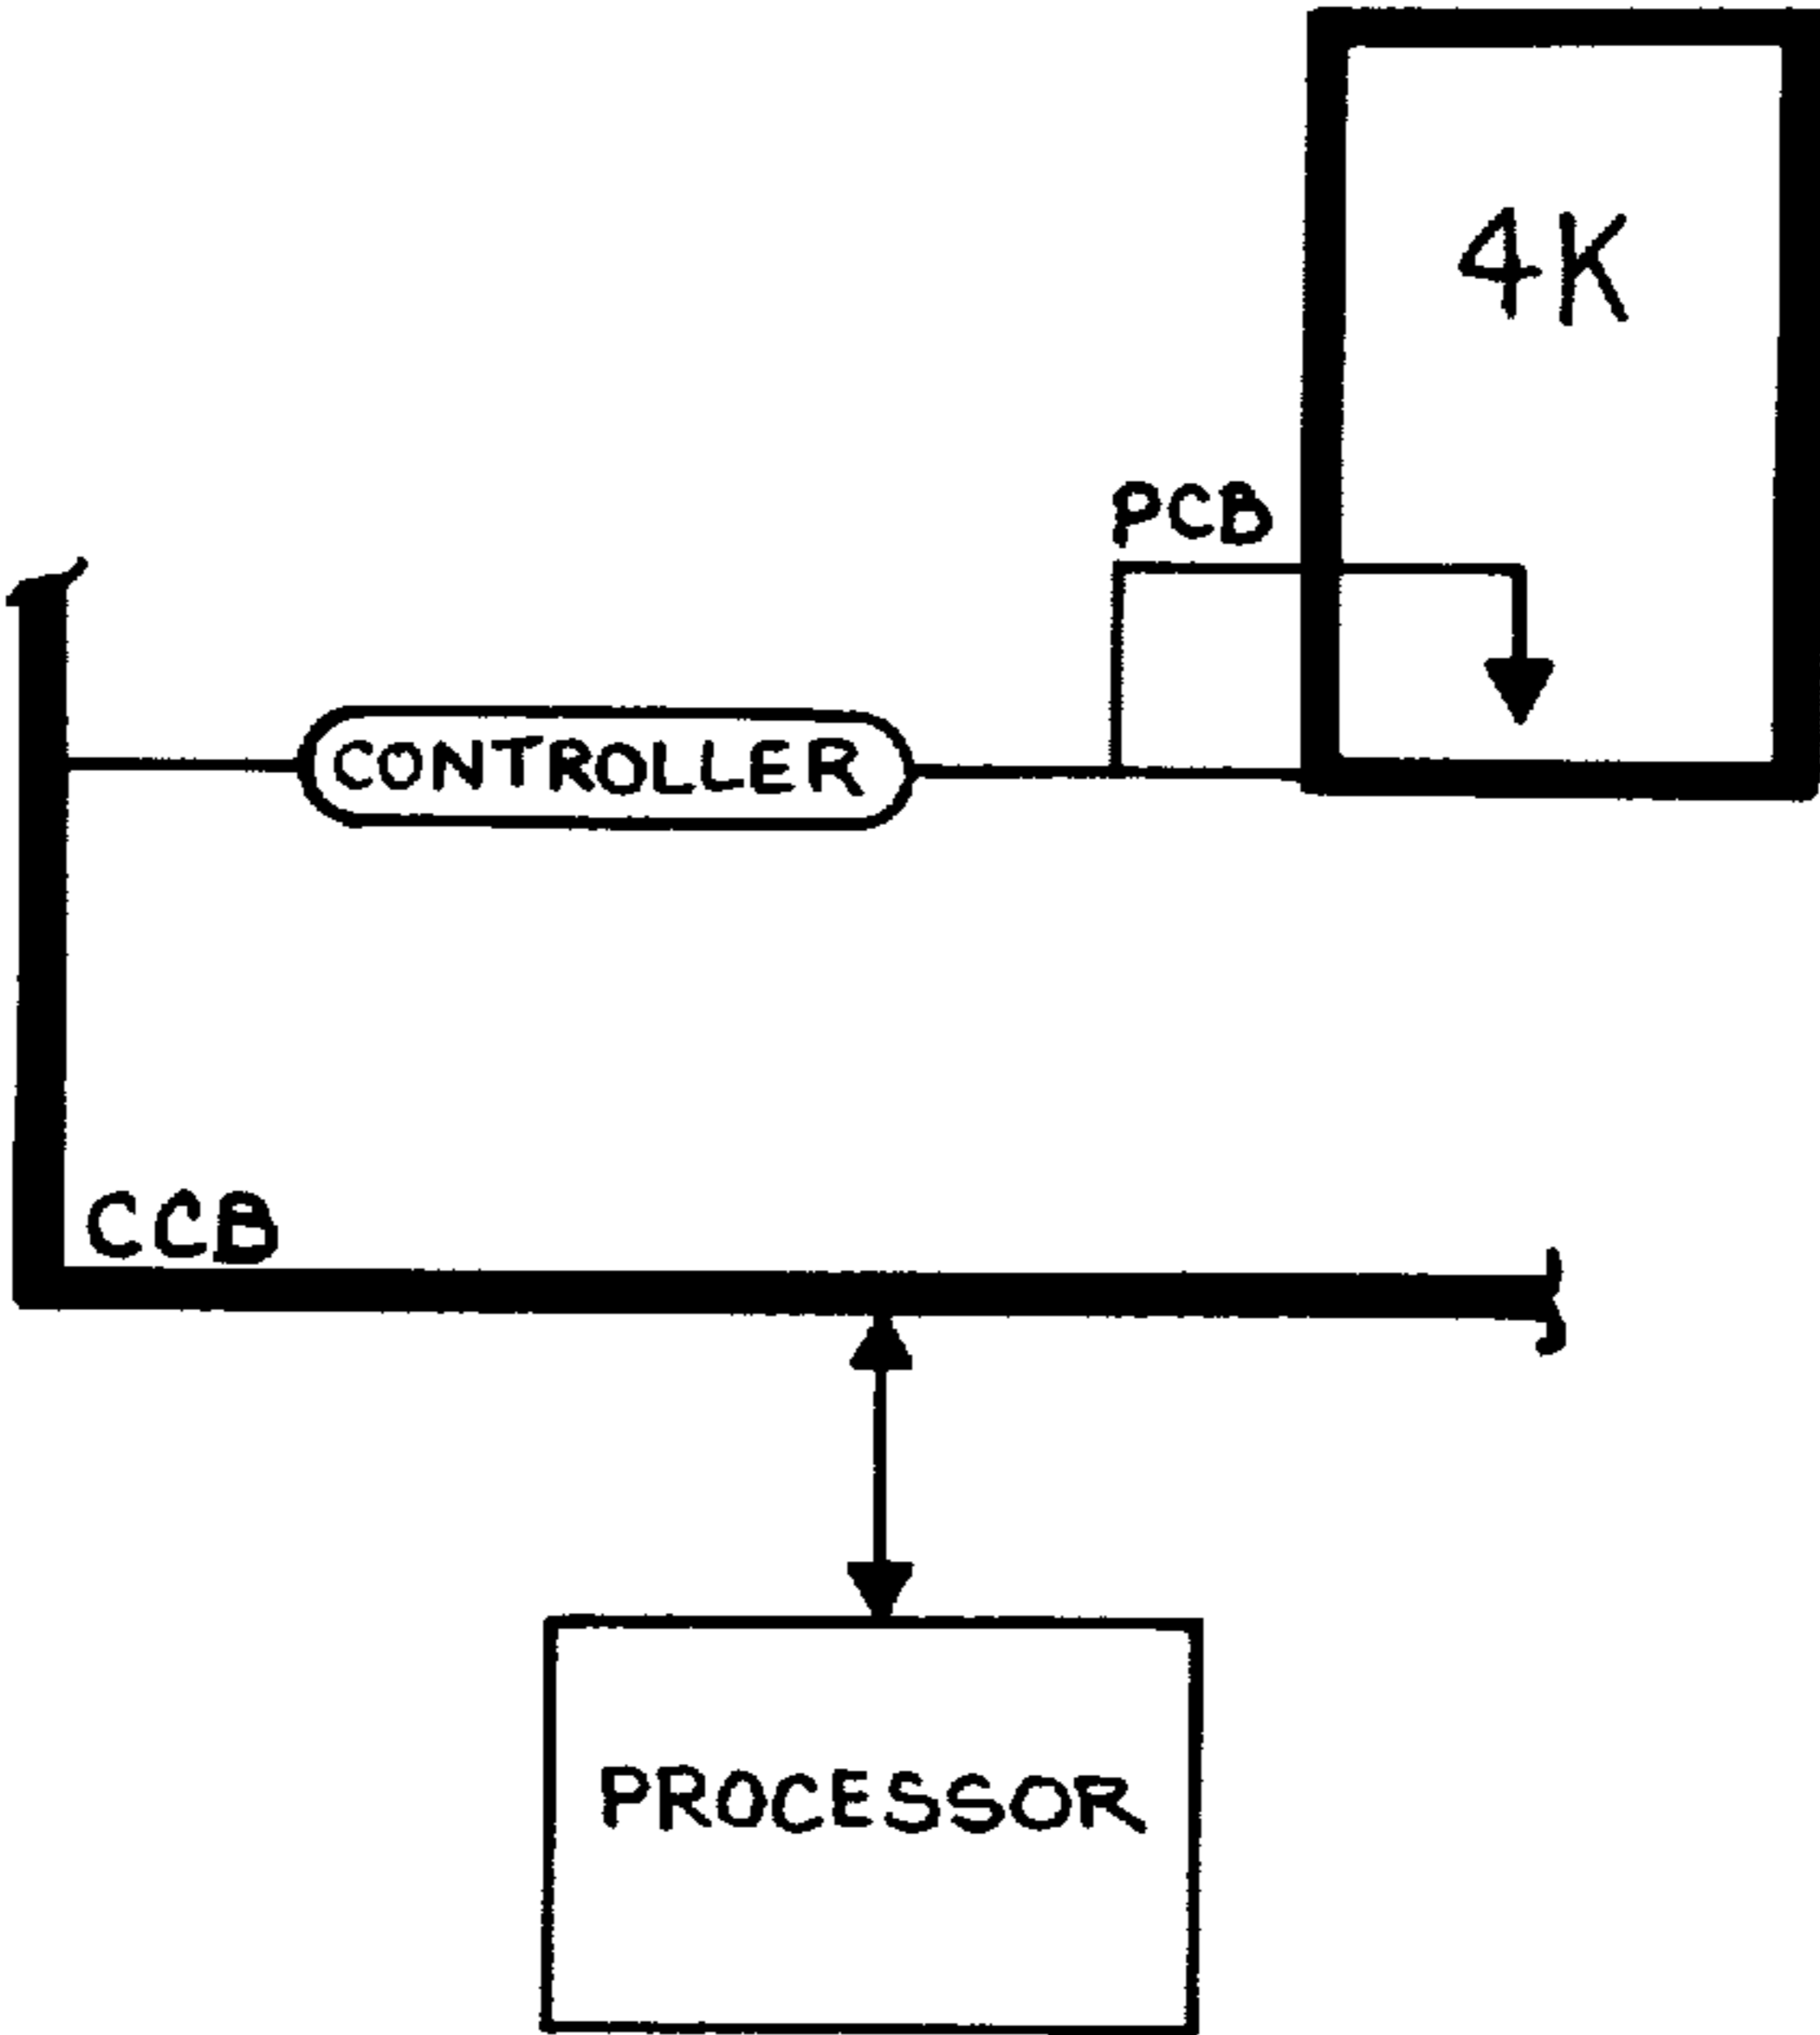 4K
PCB
CONTROLLER
CCB
PROCESSOR